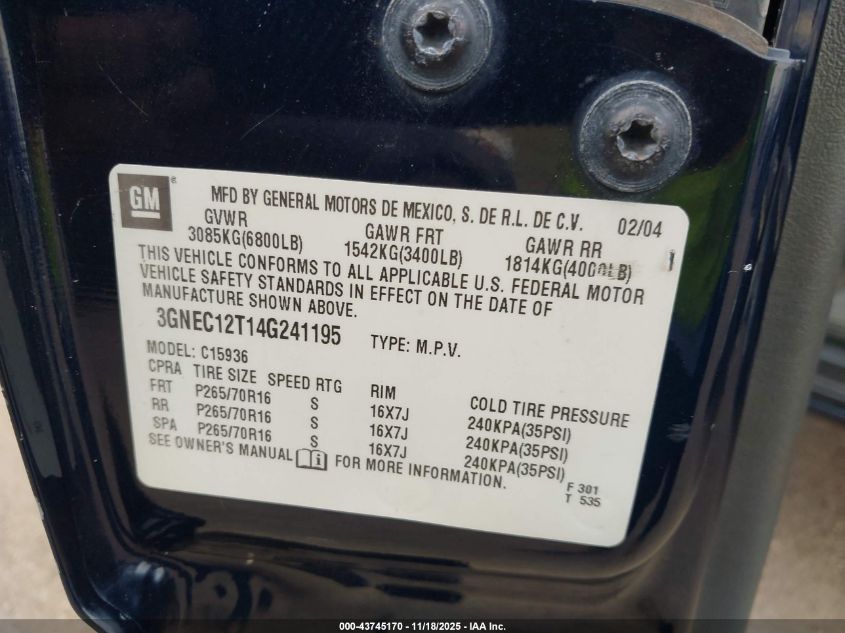 GM
MFD BY GENERAL MOTORS DE MEXICO, S. DE R.L. DE C.V. 02/04
GVWR GAWR FRT GAWR RR
3085KG(6800LB) 1542KG(3400LB) 1814KG(4000LB)
THIS VEHICLE CONFORMS TO ALL APPLICABLE U.S. FEDERAL MOTOR
VEHICLE SAFETY STANDARDS IN EFFECT ON THE DATE OF
MANUFACTURE SHOWN ABOVE.
3GNEC12T14G241195 TYPE: M.P.V.
MODEL: C15936
CPRA TIRE SIZE SPEED RTG RIM COLD TIRE PRESSURE
FRT P265/70R16 S 16X7J 240KPA(35PSI)
RR P265/70R16 S 16X7J 240KPA(35PSI)
SPA P265/70R16 S 16X7J 240KPA(35PSI)
SEE OWNER'S MANUAL i FOR MORE INFORMATION.
F 301
T 535
000-43745170 — 11/18/2025 — IAA Inc.